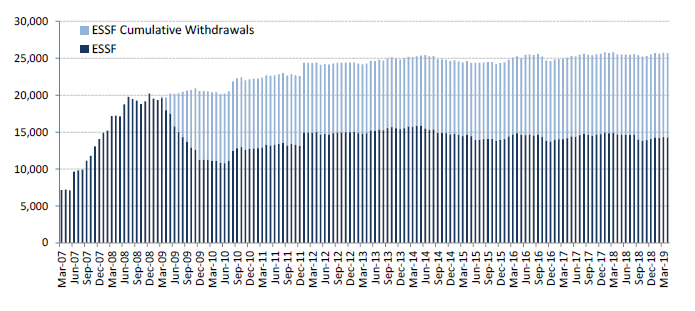 30,000
25,000
20,000
15,000
10,000
5,000
0
ESSF Cumulative Withdrawals
ESSF
Mar-07
Jun-07
Sep-07
Dec-07
Mar-08
Jun-08
Sep-08
Dec-08
Mar-09
Jun-09
Sep-09
Dec-09
Mar-10
Jun-10
Sep-10
Dec-10
Mar-11
Jun-11
Sep-11
Dec-11
Mar-12
Jun-12
Sep-12
Dec-12
Mar-13
Jun-13
Sep-13
Dec-13
Mar-14
Jun-14
Sep-14
Dec-14
Mar-15
Jun-15
Sep-15
Dec-15
Mar-16
Jun-16
Sep-16
Dec-16
Mar-17
Jun-17
Sep-17
Dec-17
Mar-18
Jun-18
Sep-18
Dec-18
Mar-19